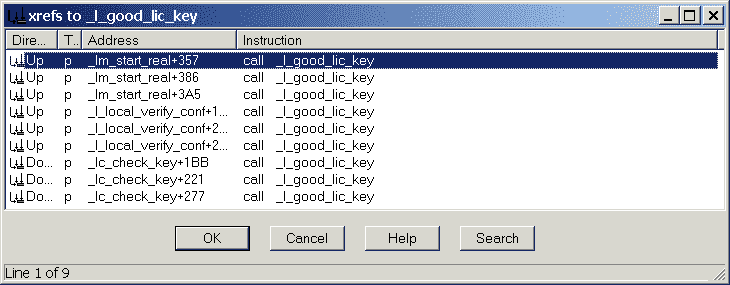 xrefs to _l_good_lic_key
Dire... T.. Address Instruction
Up p _lm_start_real+357 call _l_good_lic_key
Up p _lm_start_real+386 call _l_good_lic_key
Up p _lm_start_real+3A5 call _l_good_lic_key
Up p _l_local_verify_conf+1... call _l_good_lic_key
Up p _l_local_verify_conf+2... call _l_good_lic_key
Up p _l_local_verify_conf+2... call _l_good_lic_key
Do... p _lc_check_key+1BB call _l_good_lic_key
Do... p _lc_check_key+221 call _l_good_lic_key
Do... p _lc_check_key+277 call _l_good_lic_key
OK Cancel Help Search
Line 1 of 9